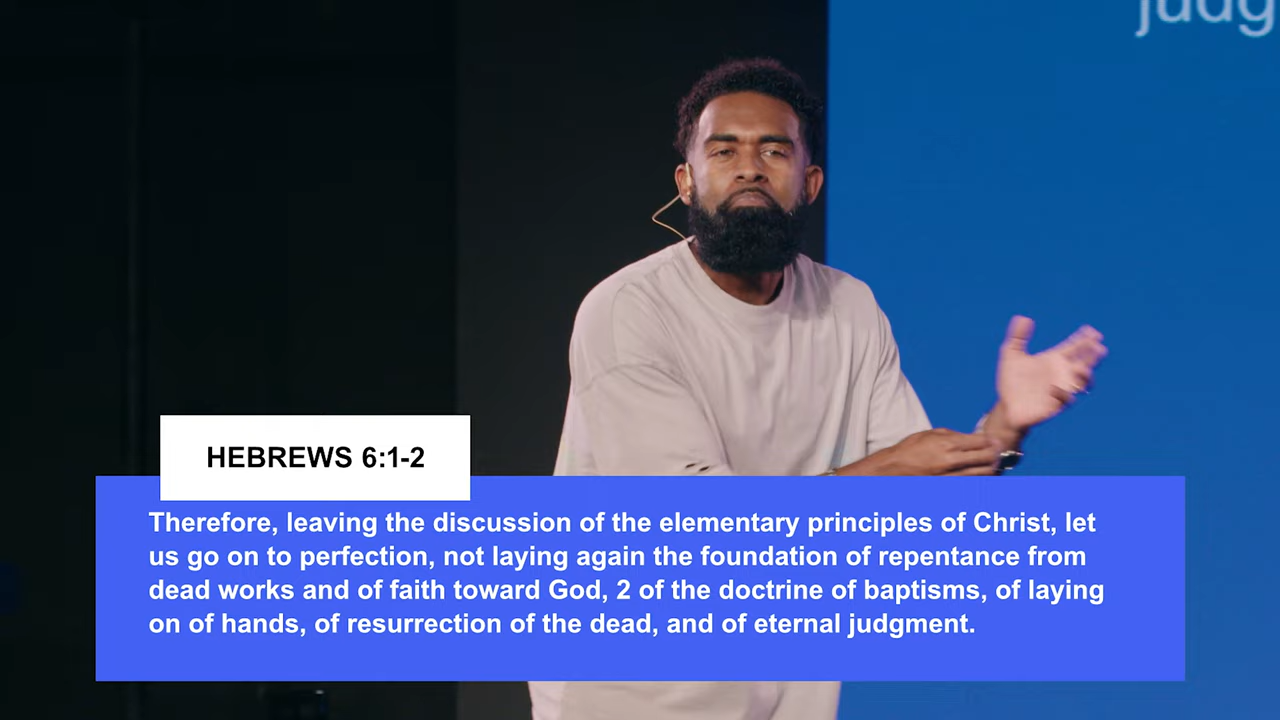 judg
HEBREWS 6:1-2
Therefore, leaving the discussion of the elementary principles of Christ, let
us go on to perfection, not laying again the foundation of repentance from
dead works and of faith toward God, 2 of the doctrine of baptisms, of laying
on of hands, of resurrection of the dead, and of eternal judgment.